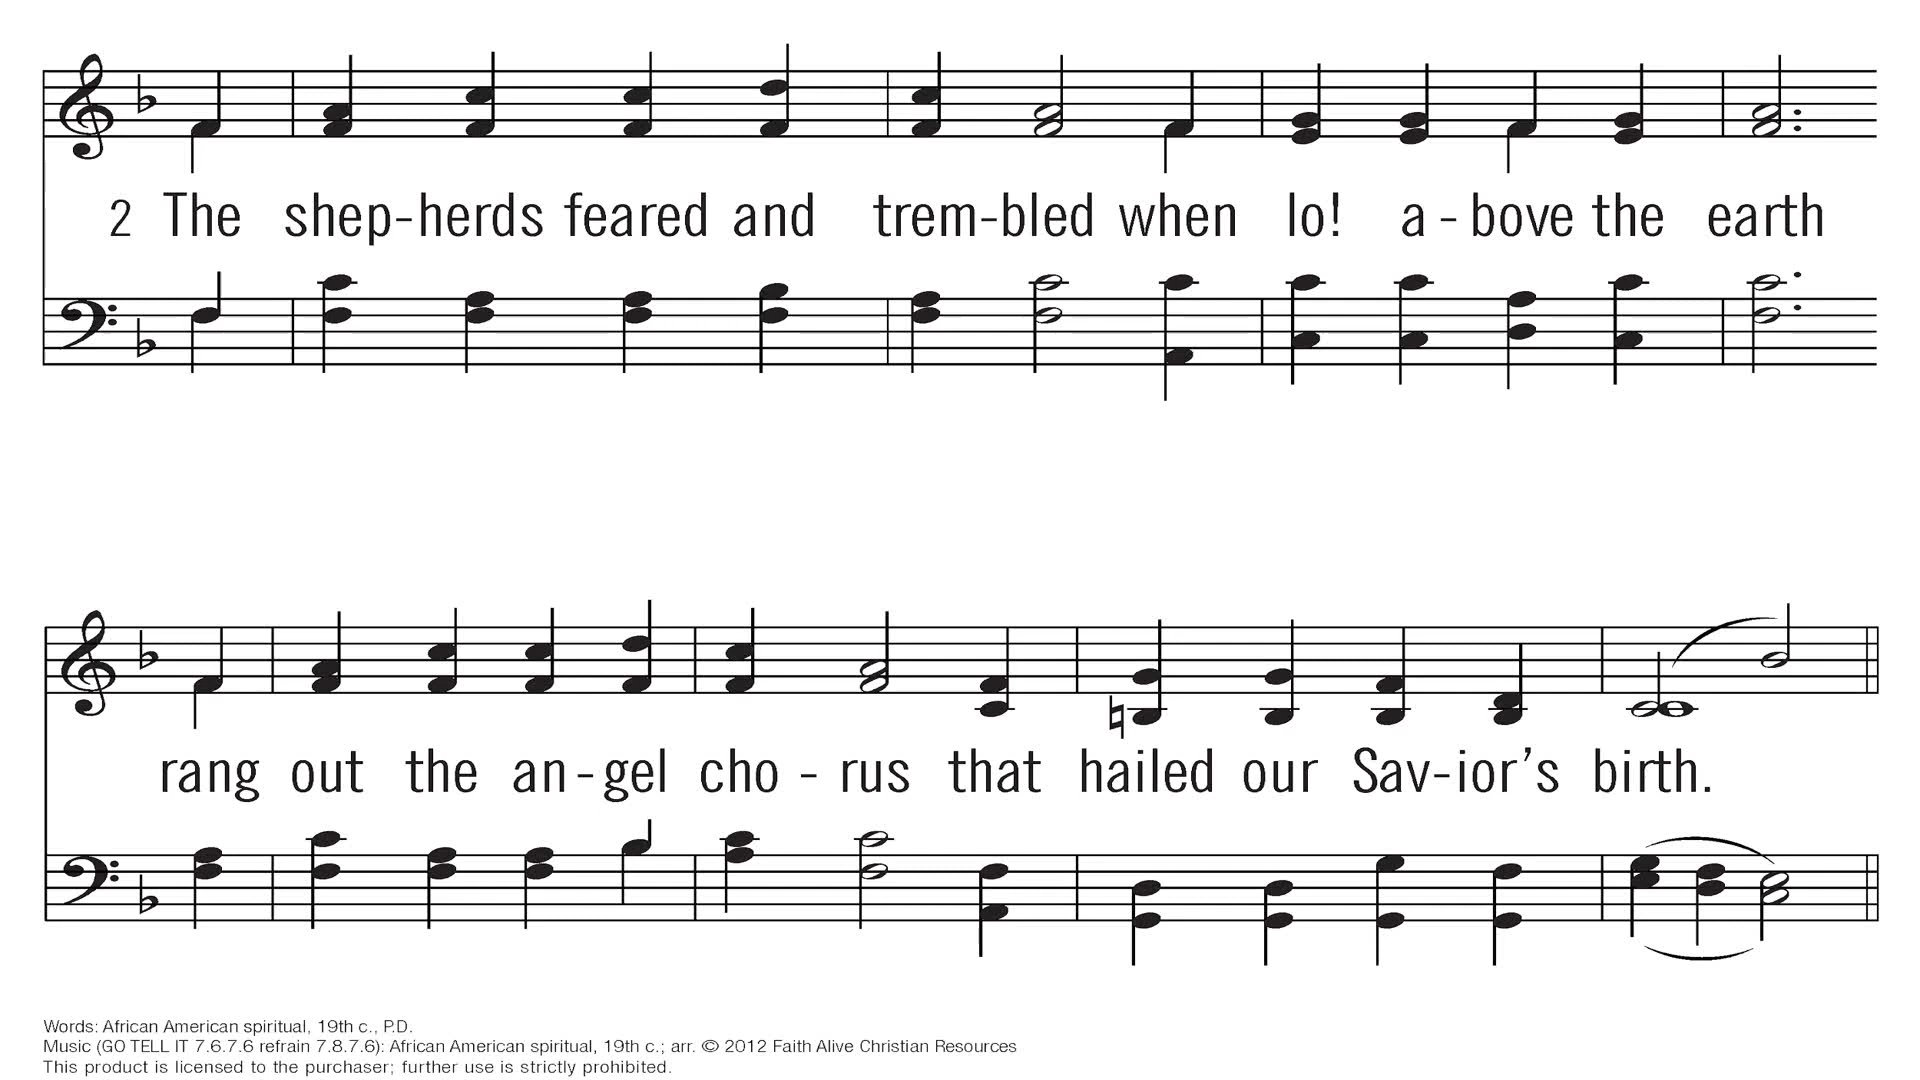 2 The shep-herds feared and trem-bled when lo! a-bove the earth
rang out the an-gel cho-rus that hailed our Sav-ior's birth.
Words: African American spiritual, 19th c., P.D.
Music (GO TELL IT 7.6.7.6 refrain 7.8.7.6): African American spiritual, 19th c.; arr. © 2012 Faith Alive Christian Resources
This product is licensed to the purchaser; further use is strictly prohibited.